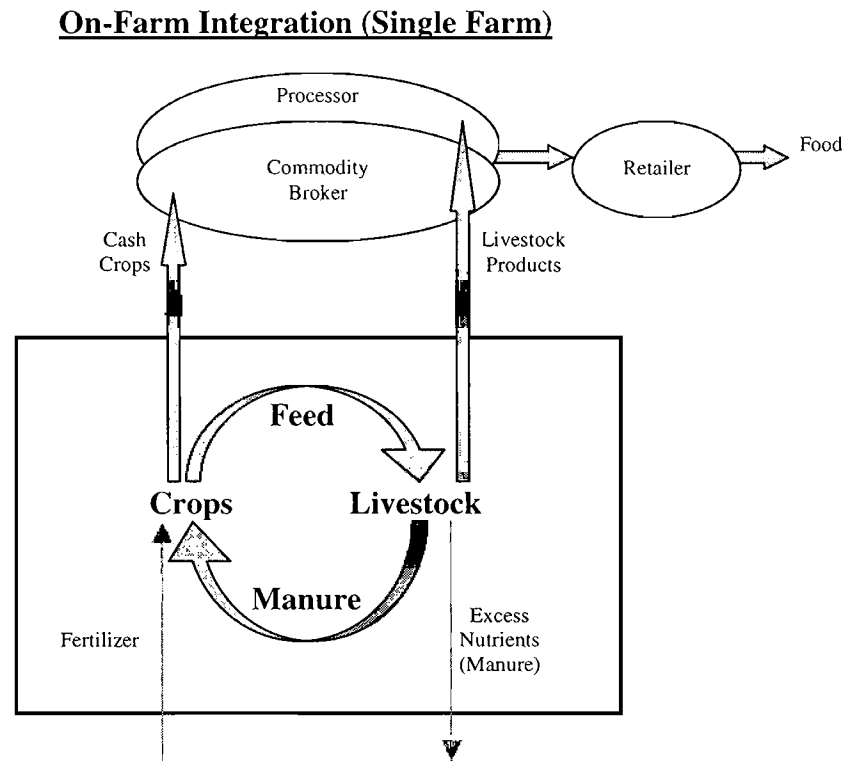 On-Farm Integration (Single Farm)
Processor
Commodity
Broker
Retailer
Food
Cash
Crops
Livestock
Products
Feed
Crops
Livestock
Manure
Fertilizer
Excess
Nutrients
(Manure)